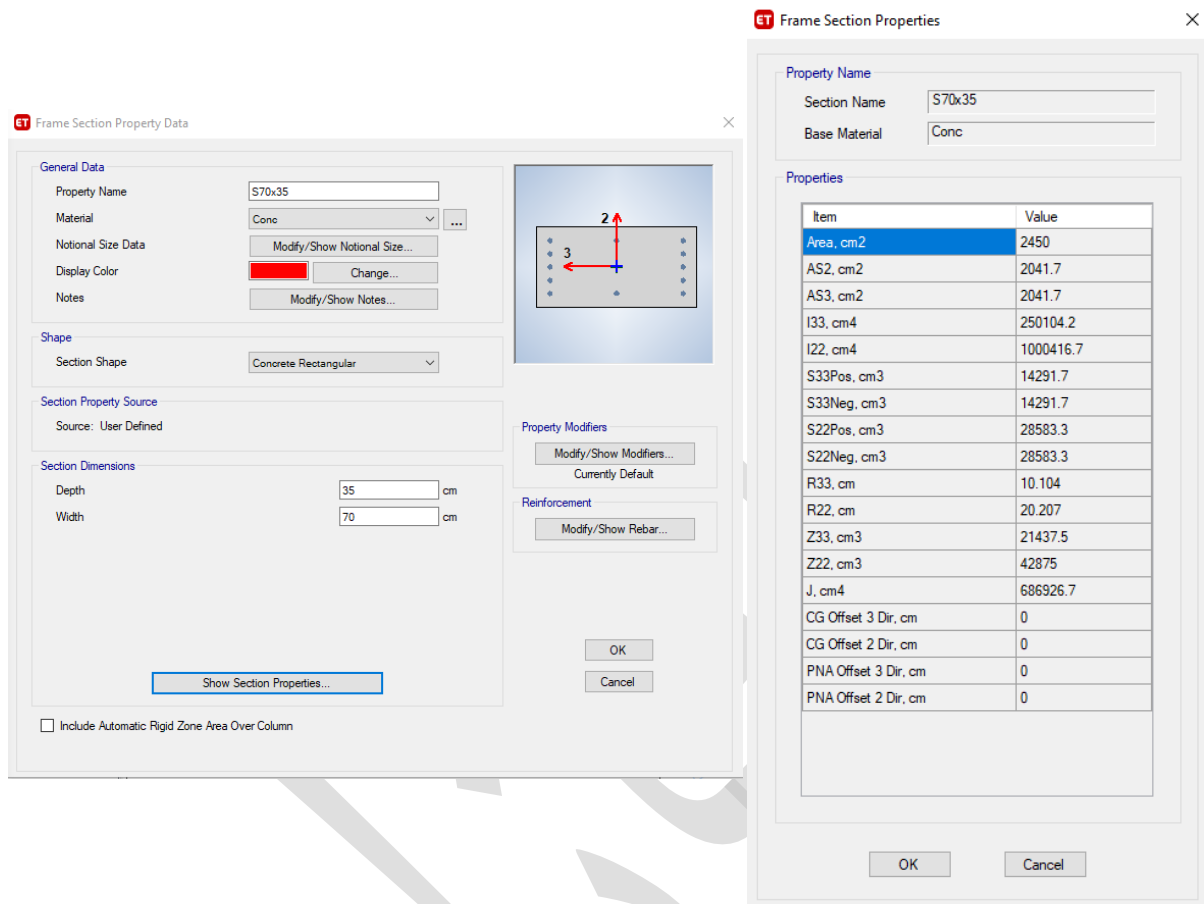 ET Frame Section Property Data
General Data
Property Name S70x35
Material Conc ...
Notional Size Data Modify/Show Notional Size...
Display Color Change...
Notes Modify/Show Notes...
2
3
Shape
Section Shape Concrete Rectangular
Section Property Source
Source: User Defined
Section Dimensions
Depth 35 cm
Width 70 cm
Show Section Properties...
Include Automatic Rigid Zone Area Over Column
Property Modifiers
Modify/Show Modifiers...
Currently Default
Reinforcement
Modify/Show Rebar...
OK
Cancel
ET Frame Section Properties
Property Name
Section Name S70x35
Base Material Conc
Properties
Item Value
Area, cm2 2450
AS2, cm2 2041.7
AS3, cm2 2041.7
I33, cm4 250104.2
I22, cm4 1000416.7
S33Pos, cm3 14291.7
S33Neg, cm3 14291.7
S22Pos, cm3 28583.3
S22Neg, cm3 28583.3
R33, cm 10.104
R22, cm 20.207
Z33, cm3 21437.5
Z22, cm3 42875
J, cm4 686926.7
CG Offset 3 Dir, cm 0
CG Offset 2 Dir, cm 0
PNA Offset 3 Dir, cm 0
PNA Offset 2 Dir, cm 0
OK Cancel